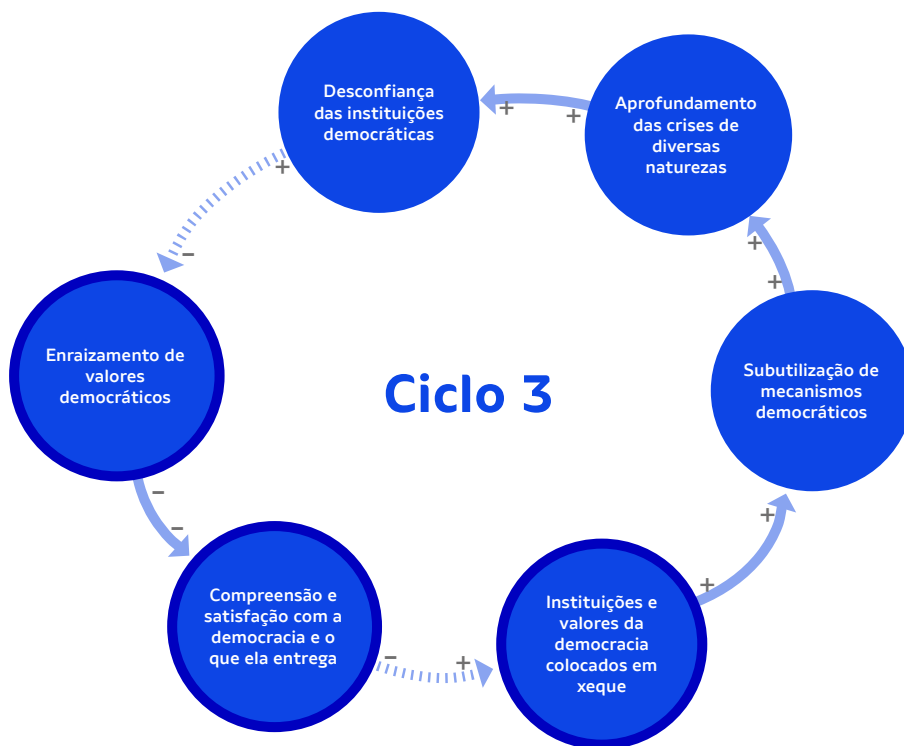 Desconfiança
das instituições
democráticas
Aprofundamento
das crises de
diversas
naturezas
+
+
+
–
+
+
Enraizamento de
valores
democráticos
Ciclo 3
Subutilização de
mecanismos
democráticos
–
–
+
+
Compreensão e
satisfação com a
democracia e o
que ela entrega
Instituições e
valores da
democracia
colocados em
xeque
–
+